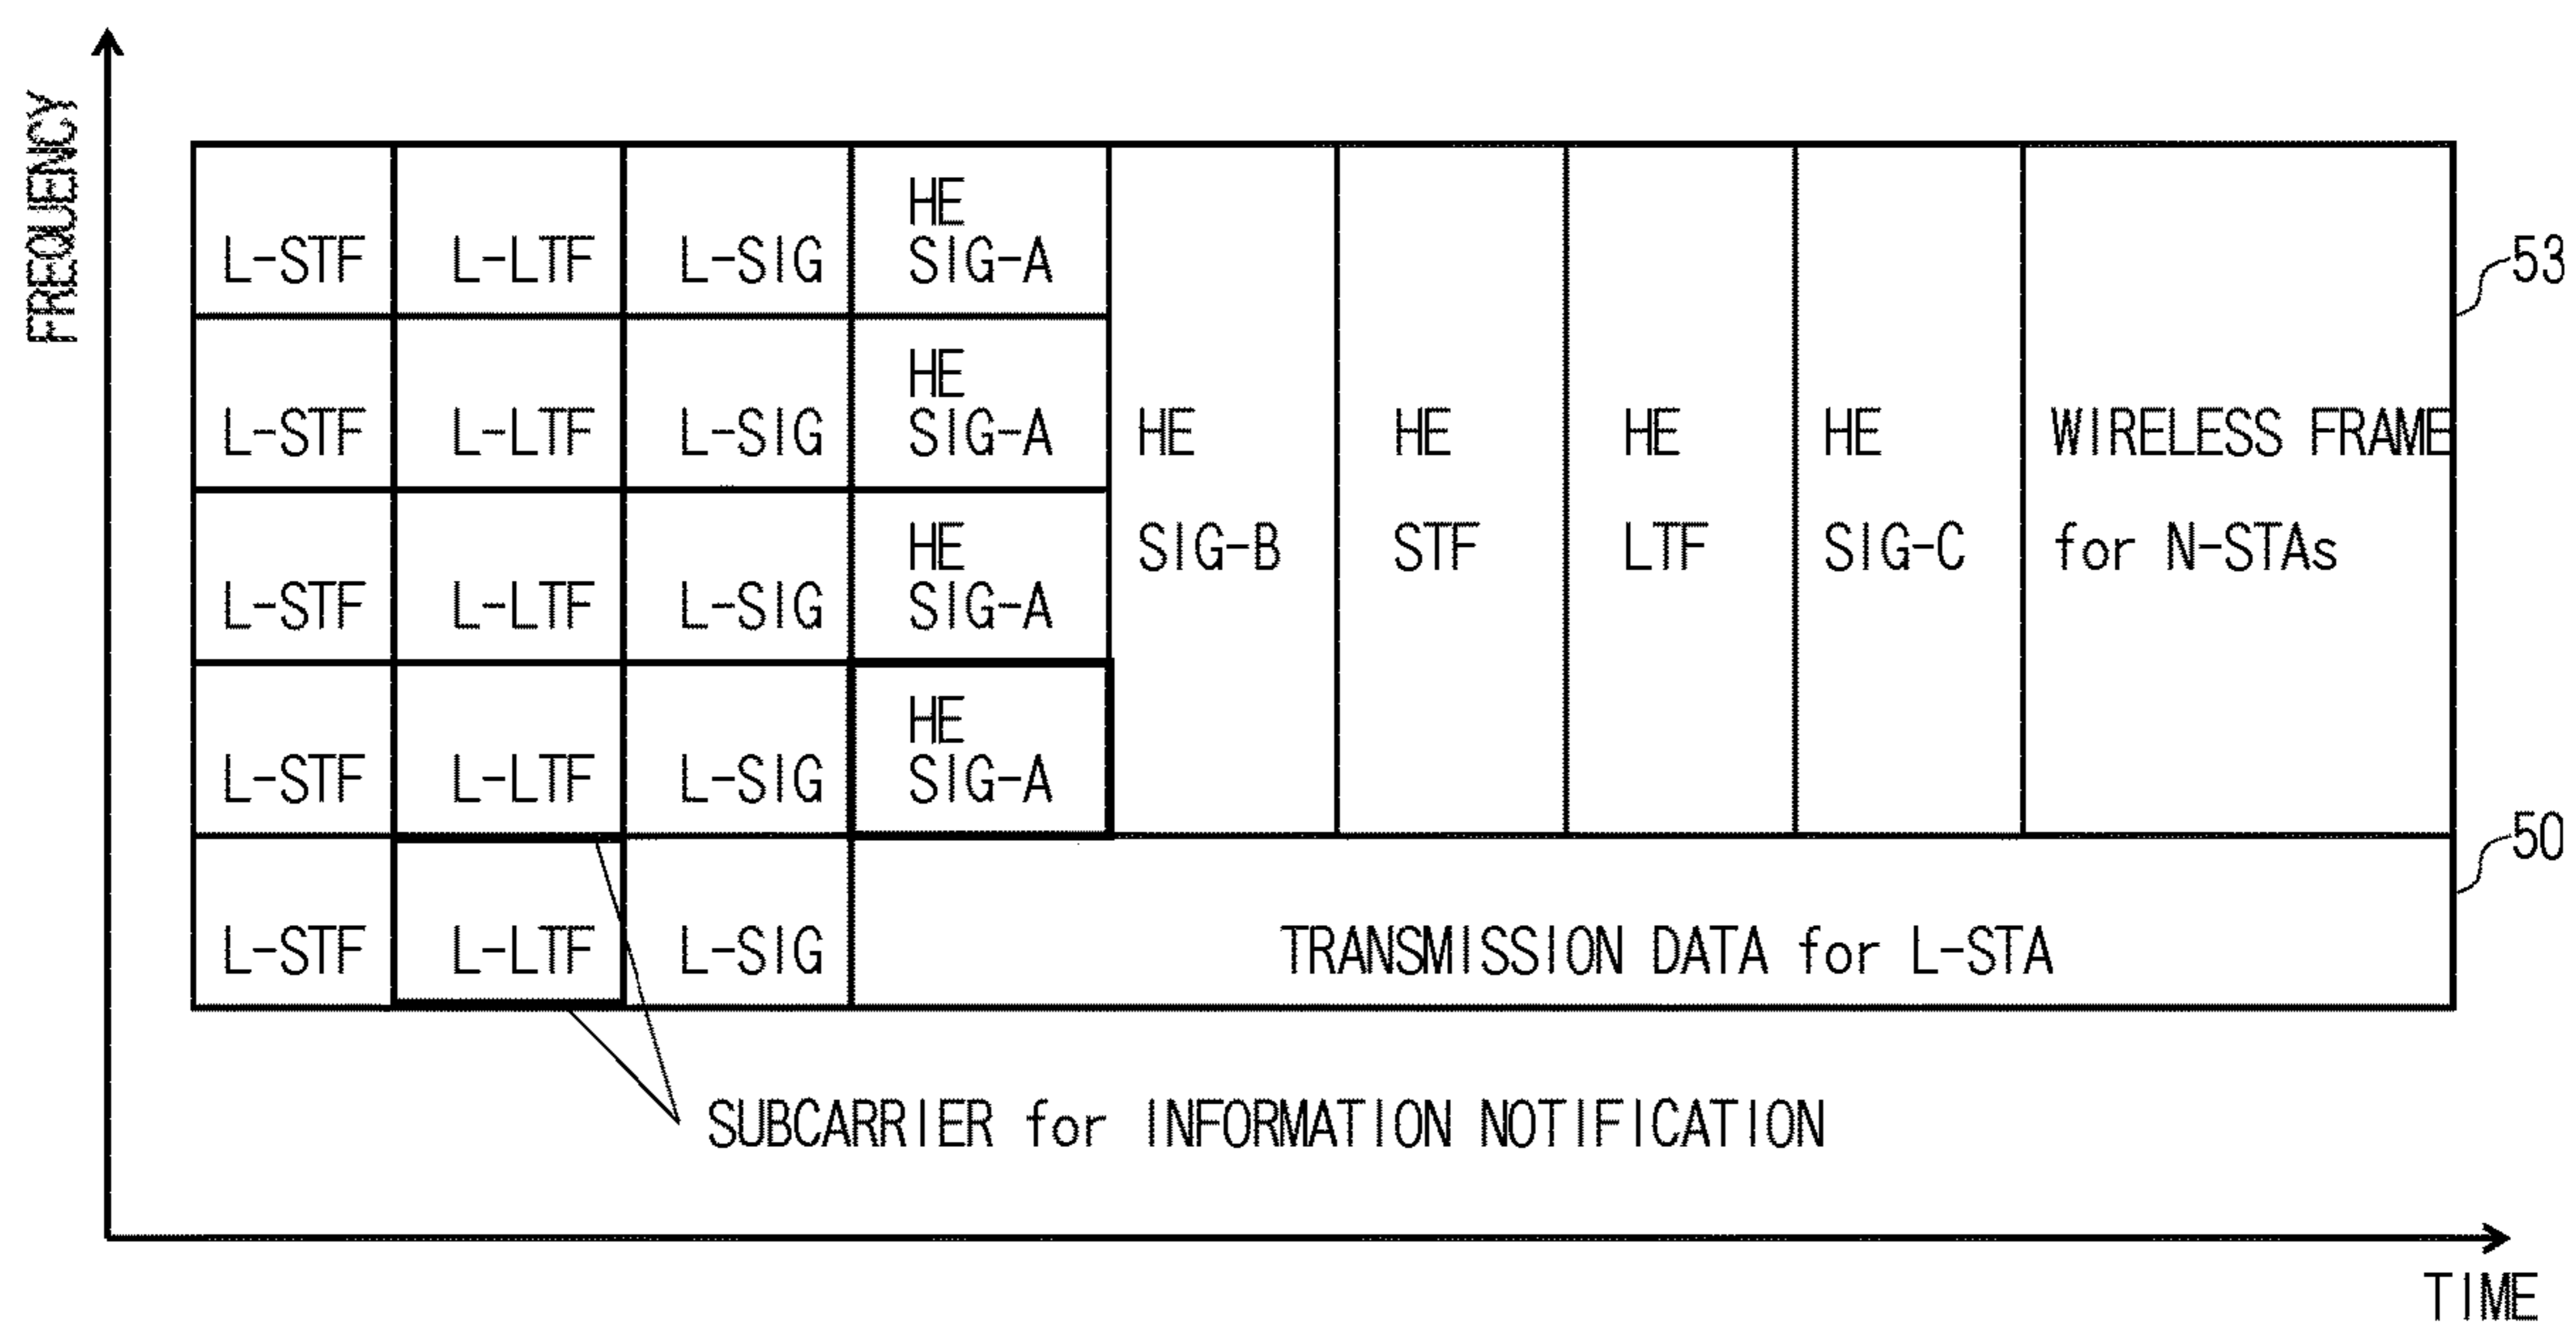 FREQUENCY
HE
L-STF L-LTF L-SIG SIG-A
53
HE
L-STF L-LTF L-SIG SIG-A
HE HE HE HE WIRELESS FRAME
SIG-B STF LTF SIG-C for N-STAs
HE
L-STF L-LTF L-SIG SIG-A
HE
L-STF L-LTF L-SIG SIG-A
50
L-STF L-LTF L-SIG TRANSMISSION DATA for L-STA
SUBCARRIER for INFORMATION NOTIFICATION
TIME